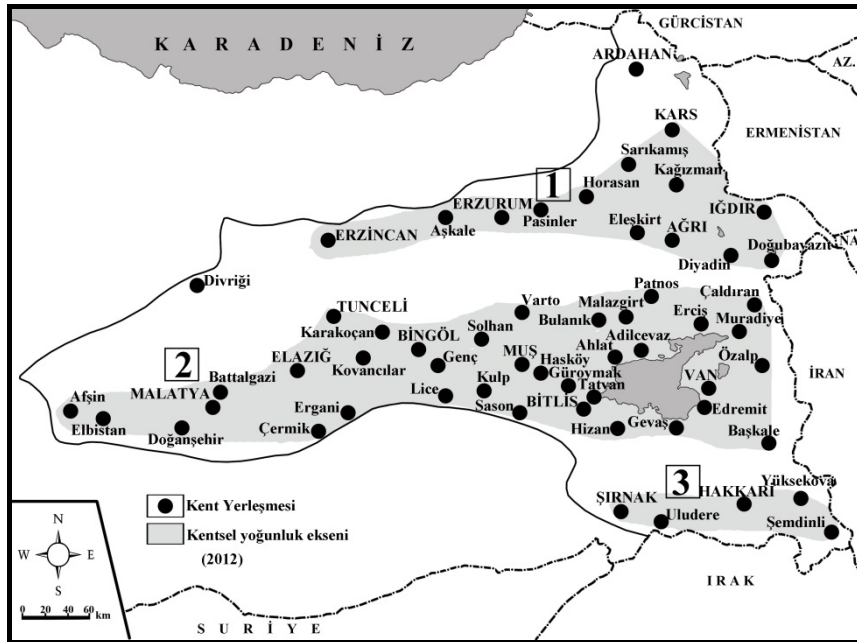 GÜRCİSTAN
K A R A D E N İ Z
ARDAHAN
AZ.
KARS
ERMENİSTAN
Sarıkamış
1
Kağızman
Horasan
ERZURUM
IĞDIR
Pasinler
Aşkale
Eleşkirt
AĞRI
ERZİNCAN
NA
Doğubayazıt
Diyadin
Divriği
Patnos
Çaldıran
Varto
Malazgirt
TUNCELİ
Erciş
Bulanık
Muradiye
Karakoçan
Solhan
BİNGÖL
Adilcevaz
Ahlat
2
MUŞ
Hasköy
Özalp
ELAZIĞ
Genç
Kovancılar
Güroymak
İRAN
Battalgazi
VAN
Tatvan
Kulp
MALATYA
Lice
Afşin
BİTLİS
Sason
Ergani
Edremit
Elbistan
Doğanşehir
Çermik
Hizan
Gevaş
Başkale
3
Yüksekova
HAKKARİ
ŞIRNAK
Uludere
Şemdinli
Kent Yerleşmesi
Kentsel yoğunluk ekseni
(2012)
N
W
E
S
0 20 40 60 km
I R A K
S U R İ Y E